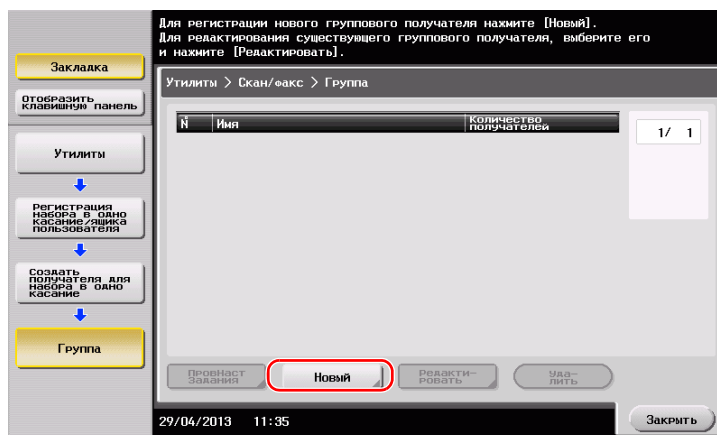 Для регистрации нового группового получателя нажмите [Новый].
Для редактирования существующего группового получателя, выберите его
и нажмите [Редактировать].
Закладка
Отобразить
клавишную панель
Утилиты
Регистрация
набора в одно
касание/ящика
пользователя
Создать
получателя для
набора в одно
касание
Группа
Утилиты > Скан/факс > Группа
N Имя Количество
получателей
1/ 1
ПровНаст
Задания
Новый
Редакти-
ровать
Уда-
лить
29/04/2013 11:35
Закрыть